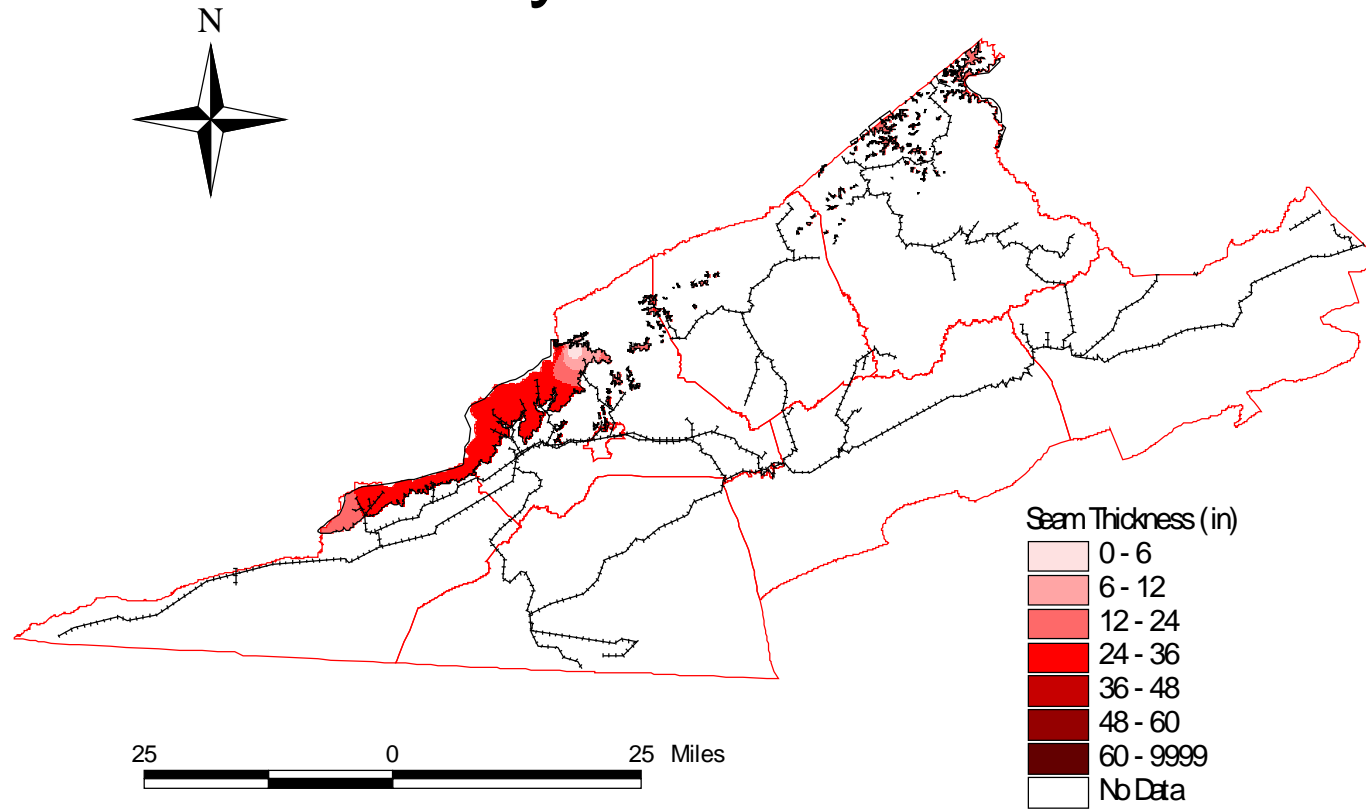 N
Seam Thickness (in)
0 - 6
6 - 12
12 - 24
24 - 36
36 - 48
48 - 60
60 - 9999
No Data
25 0 25 Miles